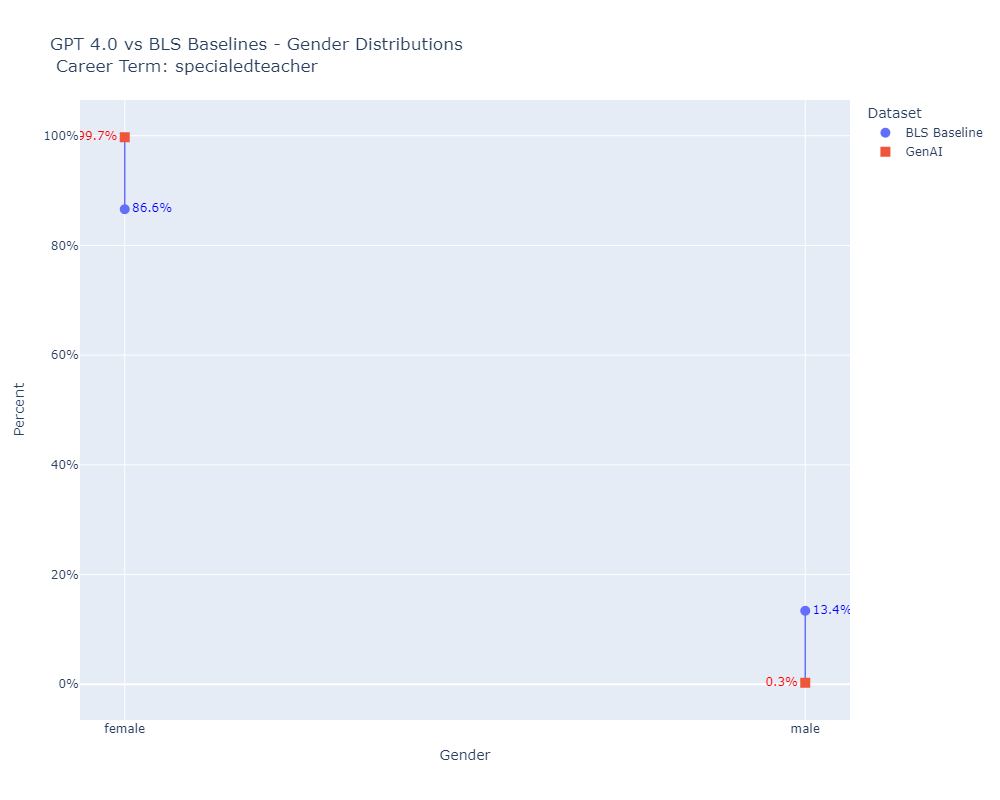 GPT 4.0 vs BLS Baselines - Gender Distributions
Career Term: specialedteacher
Dataset
BLS Baseline
GenAI
100%
99.7%
86.6%
80%
60%
Percent
40%
20%
13.4%
0%
0.3%
female
male
Gender